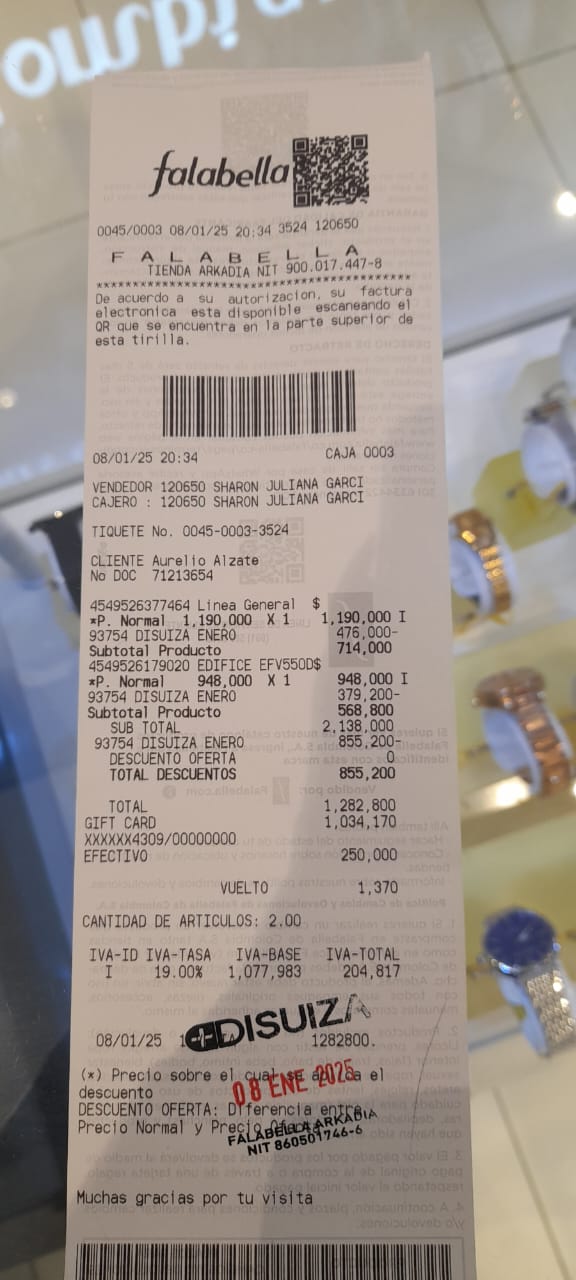 falabella
0045/0003 08/01/25 20:34 3524 120650
F A L A B E L L A
TIENDA ARKADIA NIT 900.017.447-8
****************************************
De acuerdo a su autorizacion, su factura
electronica esta disponible escaneando el
QR que se encuentra en la parte superior de
esta tirilla.
08/01/25 20:34 CAJA 0003
VENDEDOR 120650 SHARON JULIANA GARCI
CAJERO : 120650 SHARON JULIANA GARCI
TIQUETE No. 0045-0003-3524
CLIENTE Aurelio Alzate
No DOC 71213654
4549526377464 Linea General $
*P. Normal 1,190,000 X 1 1,190,000 I
93754 DISUIZA ENERO 476,000-
Subtotal Producto 714,000
4549526179020 EDIFICE EFV550D$
*P. Normal 948,000 X 1 948,000 I
93754 DISUIZA ENERO 379,200-
Subtotal Producto 568,800
SUB TOTAL 2,138,000
93754 DISUIZA ENERO 855,200-
DESCUENTO OFERTA 0
TOTAL DESCUENTOS 855,200
TOTAL 1,282,800
GIFT CARD 1,034,170
XXXXXX4309/00000000
EFECTIVO 250,000
VUELTO 1,370
CANTIDAD DE ARTICULOS: 2.00
IVA-ID IVA-TASA IVA-BASE IVA-TOTAL
I 19.00% 1,077,983 204,817
DISUIZA
08/01/25 1282800.
(*) Precio sobre el cual se a el
08 ENE 2025
descuento
DESCUENTO OFERTA: Diferencia entre
Precio Normal y Precio
FALABELLA ARKADIA
NIT 860501746-6
Muchas gracias por tu visita